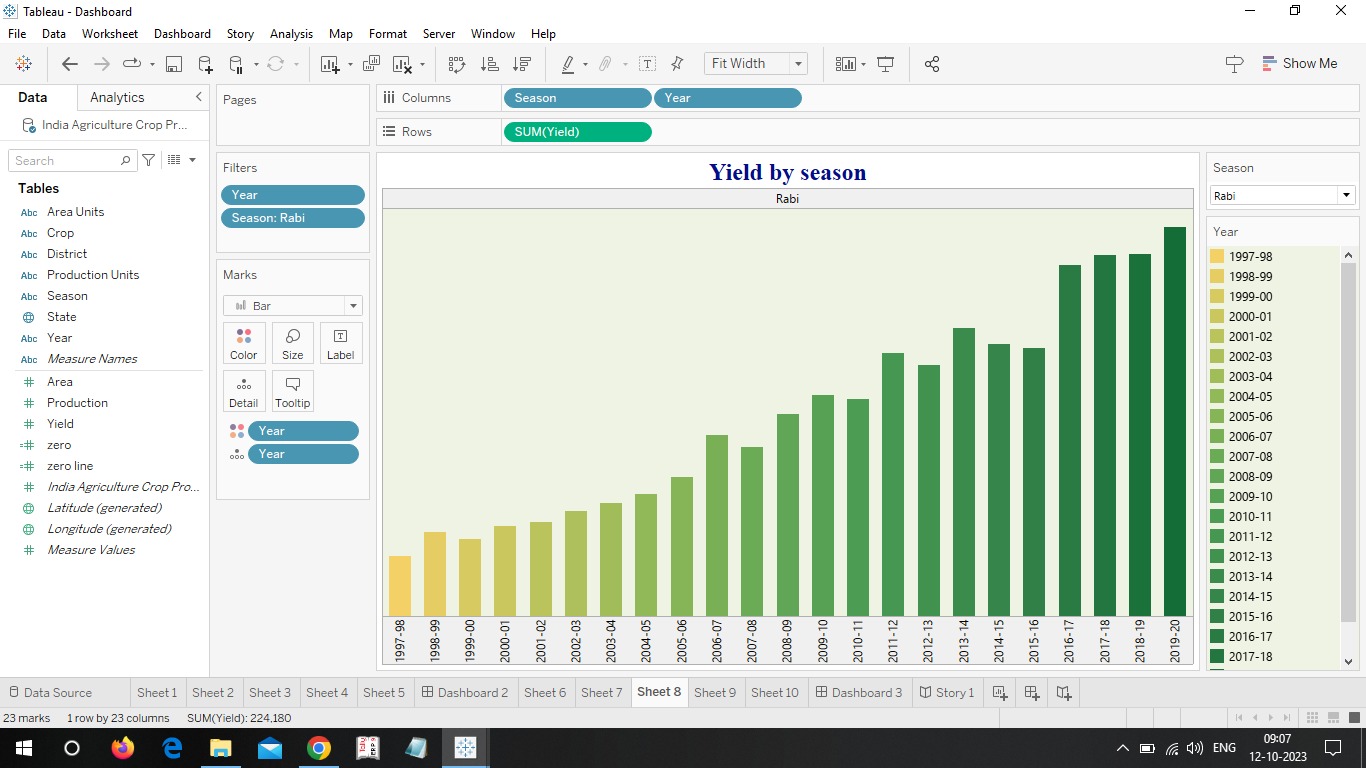 Tableau - Dashboard
File Data Worksheet Dashboard Story Analysis Map Format Server Window Help
Fit Width
Show Me
Data Analytics
India Agriculture Crop Pr...
Search
Tables
Abc Area Units
Abc Crop
Abc District
Abc Production Units
Abc Season
State
Abc Year
Abc Measure Names
Area
Production
Yield
zero
zero line
India Agriculture Crop Pro...
Latitude (generated)
Longitude (generated)
Measure Values
Pages
Filters
Year
Season: Rabi
Marks
Bar
Color Size Label
Detail Tooltip
Year
Year
Columns Season Year
Rows SUM(Yield)
Yield by season
Rabi
1997-98
1998-99
1999-00
2000-01
2001-02
2002-03
2003-04
2004-05
2005-06
2006-07
2007-08
2008-09
2009-10
2010-11
2011-12
2012-13
2013-14
2014-15
2015-16
2016-17
2017-18
2018-19
2019-20
Season
Rabi
Year
1997-98
1998-99
1999-00
2000-01
2001-02
2002-03
2003-04
2004-05
2005-06
2006-07
2007-08
2008-09
2009-10
2010-11
2011-12
2012-13
2013-14
2014-15
2015-16
2016-17
2017-18
Data Source Sheet 1 Sheet 2 Sheet 3 Sheet 4 Sheet 5 Dashboard 2 Sheet 6 Sheet 7 Sheet 8 Sheet 9 Sheet 10 Dashboard 3 Story 1
23 marks 1 row by 23 columns SUM(Yield): 224,180
ENG
09:07
12-10-2023